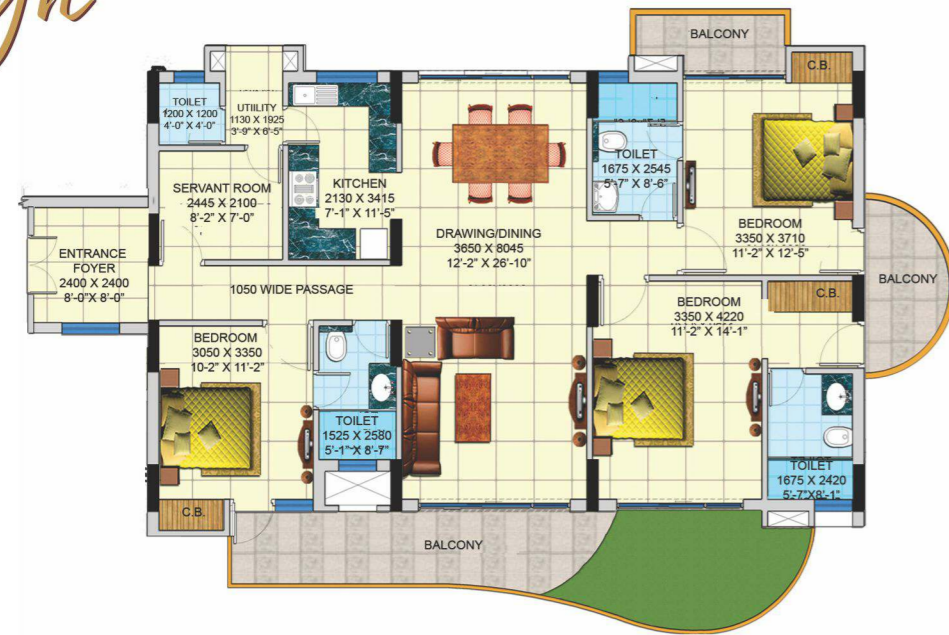 BALCONY
C.B.
TOILET
1200 X 1200
4'-0" X 4'-0"
UTIILITY
1130 X 1925
3'-9" X 6'-5"
TOILET
1675 X 2545
5'-7" X 8'-6"
SERVANT ROOM
2445 X 2100
8'-2" X 7'-0"
KITCHEN
2130 X 3415
7'-1" X 11'-5"
DRAWING/DINING
3650 X 8045
12'-2" X 26'-10"
BEDROOM
3350 X 3710
11'-2" X 12'-5"
ENTRANCE
FOYER
2400 X 2400
8'-0"X 8'-0"
BALCONY
1050 WIDE PASSAGE
C.B.
BEDROOM
3350 X 4220
11'-2" X 14'-1"
BEDROOM
3050 X 3350
10-2" X 11'-2"
TOILET
1525 X 2580
5'-1" X 8'-7"
TOILET
1675 X 2420
5'-7"X8'-1"
C.B.
BALCONY